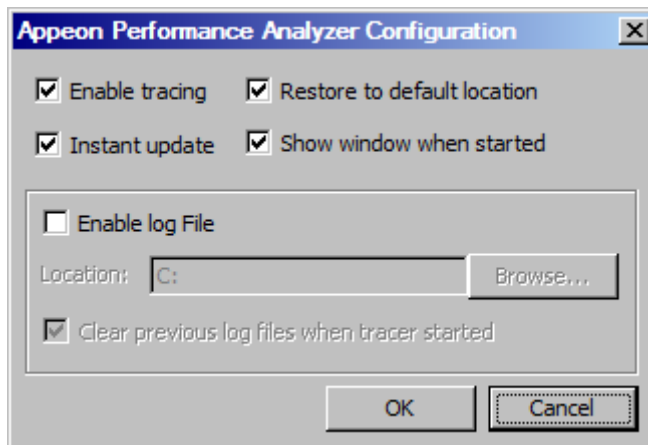 Appeon Performance Analyzer Configuration
Enable tracing Restore to default location
Instant update Show window when started
Enable log File
Location: C: Browse...
Clear previous log files when tracer started
OK Cancel